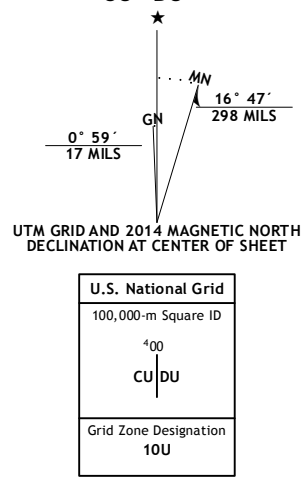 ★
MN
GN
16° 47´
298 MILS
0° 59´
17 MILS
UTM GRID AND 2014 MAGNETIC NORTH
DECLINATION AT CENTER OF SHEET
U.S. National Grid
100,000-m Square ID
⁴00
CU DU
Grid Zone Designation
10U